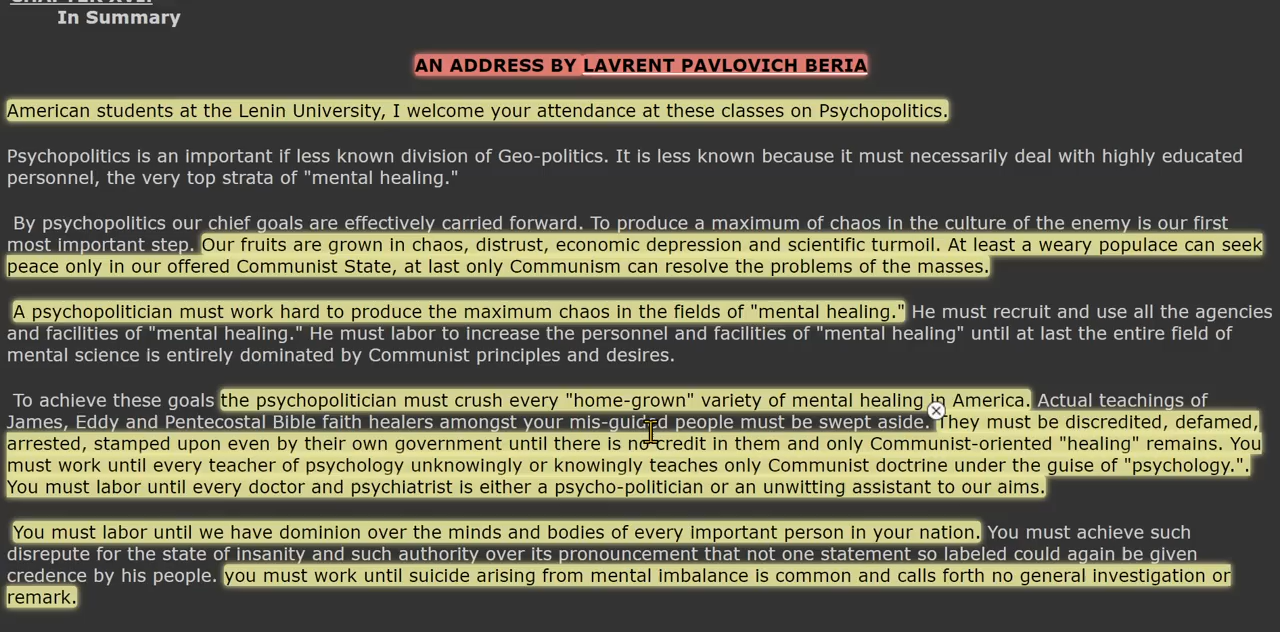 In Summary
AN ADDRESS BY LAVRENT PAVLOVICH BERIA
American students at the Lenin University, I welcome your attendance at these classes on Psychopolitics.
Psychopolitics is an important if less known division of Geo-politics. It is less known because it must necessarily deal with highly educated
personnel, the very top strata of "mental healing."
By psychopolitics our chief goals are effectively carried forward. To produce a maximum of chaos in the culture of the enemy is our first
most important step. Our fruits are grown in chaos, distrust, economic depression and scientific turmoil. At least a weary populace can seek
peace only in our offered Communist State, at last only Communism can resolve the problems of the masses.
A psychopolitician must work hard to produce the maximum chaos in the fields of "mental healing." He must recruit and use all the agencies
and facilities of "mental healing." He must labor to increase the personnel and facilities of "mental healing" until at last the entire field of
mental science is entirely dominated by Communist principles and desires.
To achieve these goals the psychopolitician must crush every "home-grown" variety of mental healing in America. Actual teachings of
James, Eddy and Pentecostal Bible faith healers amongst your mis-guided people must be swept aside. They must be discredited, defamed,
arrested, stamped upon even by their own government until there is no credit in them and only Communist-oriented "healing" remains. You
must work until every teacher of psychology unknowingly or knowingly teaches only Communist doctrine under the guise of "psychology.".
You must labor until every doctor and psychiatrist is either a psycho-politician or an unwitting assistant to our aims.
You must labor until we have dominion over the minds and bodies of every important person in your nation. You must achieve such
disrepute for the state of insanity and such authority over its pronouncement that not one statement so labeled could again be given
credence by his people. you must work until suicide arising from mental imbalance is common and calls forth no general investigation or
remark.